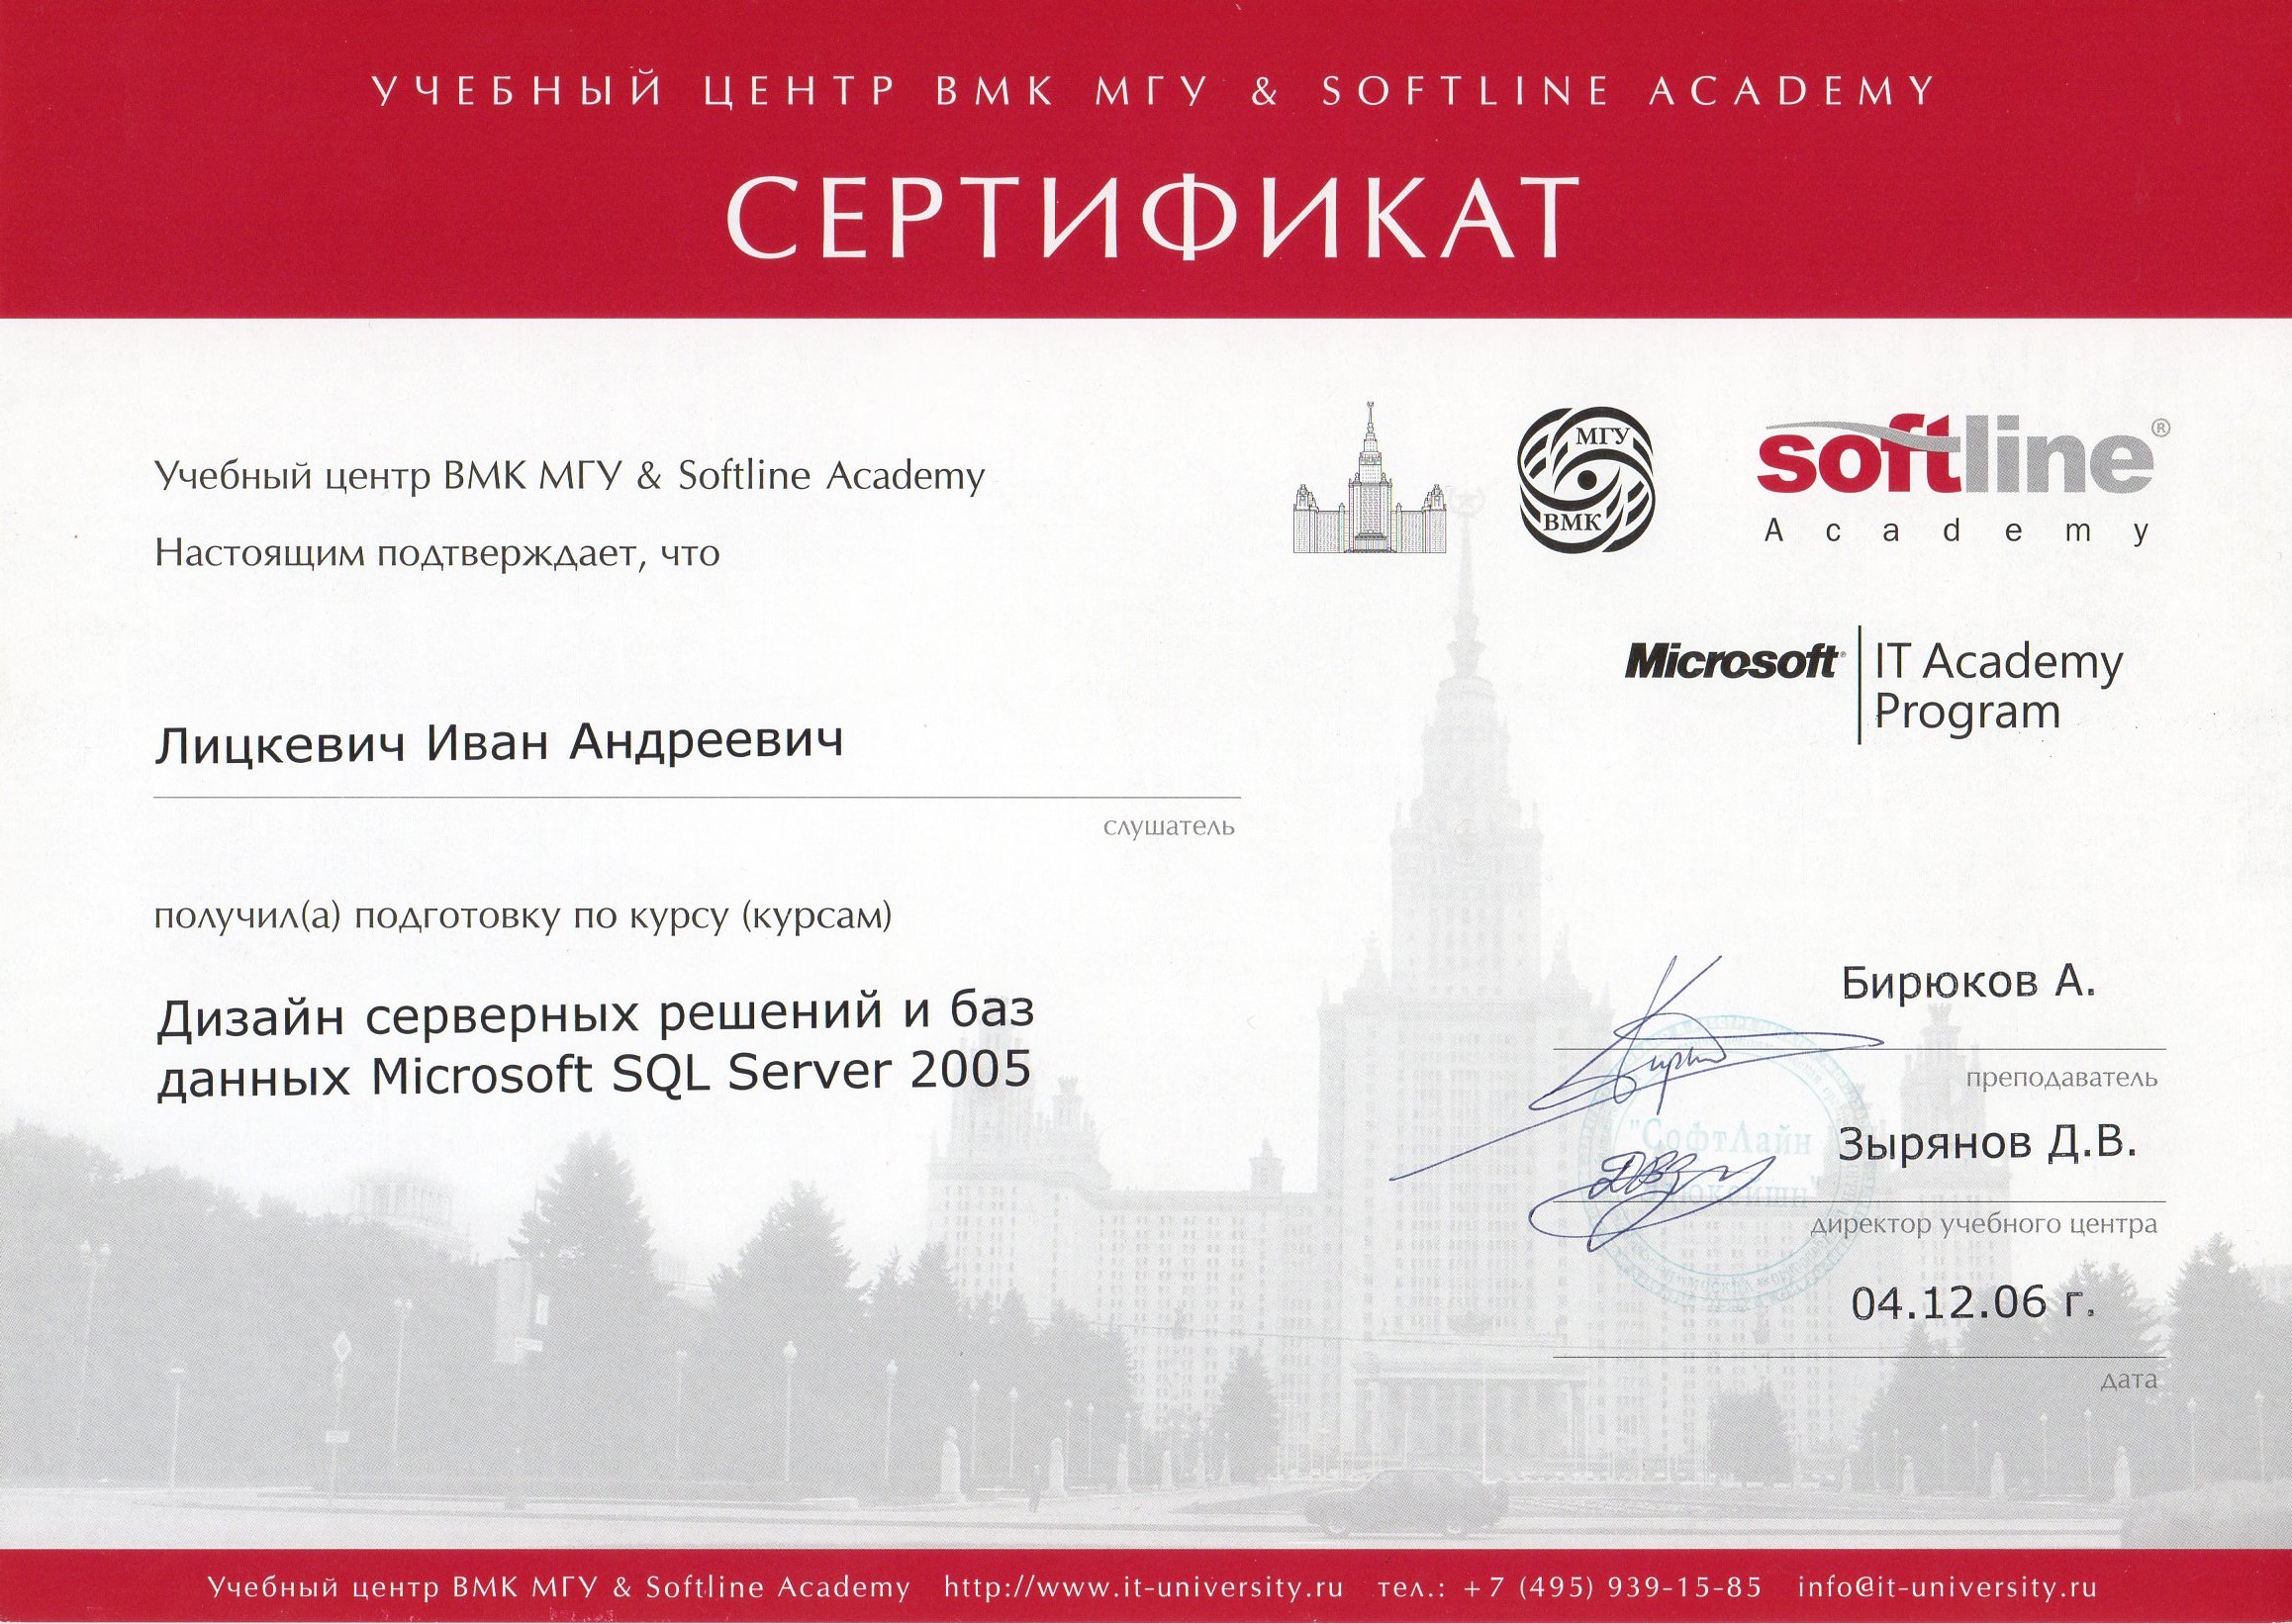 УЧЕБНЫЙ ЦЕНТР ВМК МГУ & SOFTLINE ACADEMY
СЕРТИФИКАТ
Учебный центр ВМК МГУ & Softline Academy
Настоящим подтверждает, что
МГУ
ВМК
softline®
Academy
Microsoft® IT Academy
Program
Лицкевич Иван Андреевич
слушатель
получил(а) подготовку по курсу (курсам)
Дизайн серверных решений и баз
данных Microsoft SQL Server 2005
Бирюков А.
преподаватель
"СофтЛайн
Зырянов Д.В.
директор учебного центра
04.12.06 г.
дата
Учебный центр ВМК МГУ & Softline Academy http://www.it-university.ru тел.: +7 (495) 939-15-85 info@it-university.ru